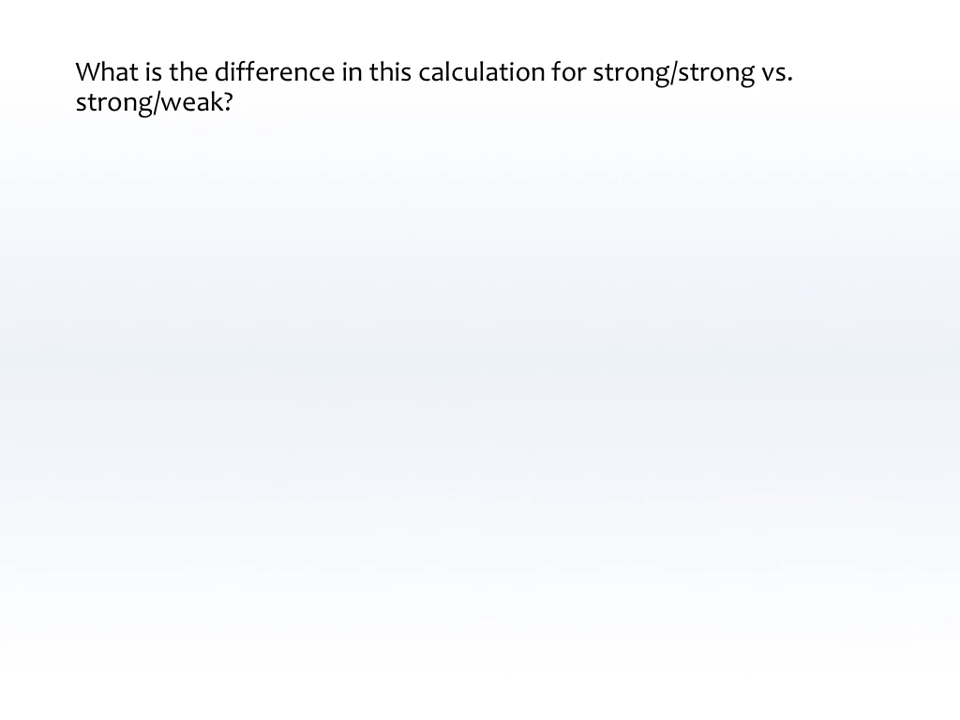 What is the difference in this calculation for strong/strong vs.
strong/weak?